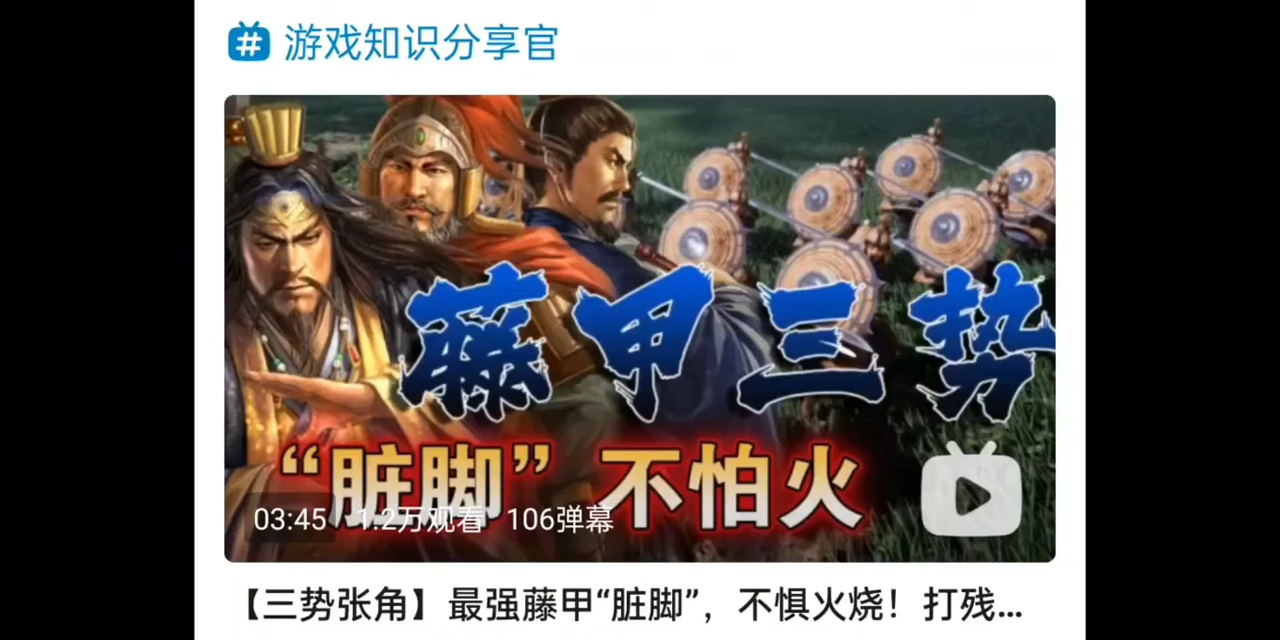 # 游戏知识分享官
藤甲三势
“脏脚” 不怕火
03:45 1.2万观看 106弹幕
【三势张角】最强藤甲“脏脚”，不惧火烧！打残...